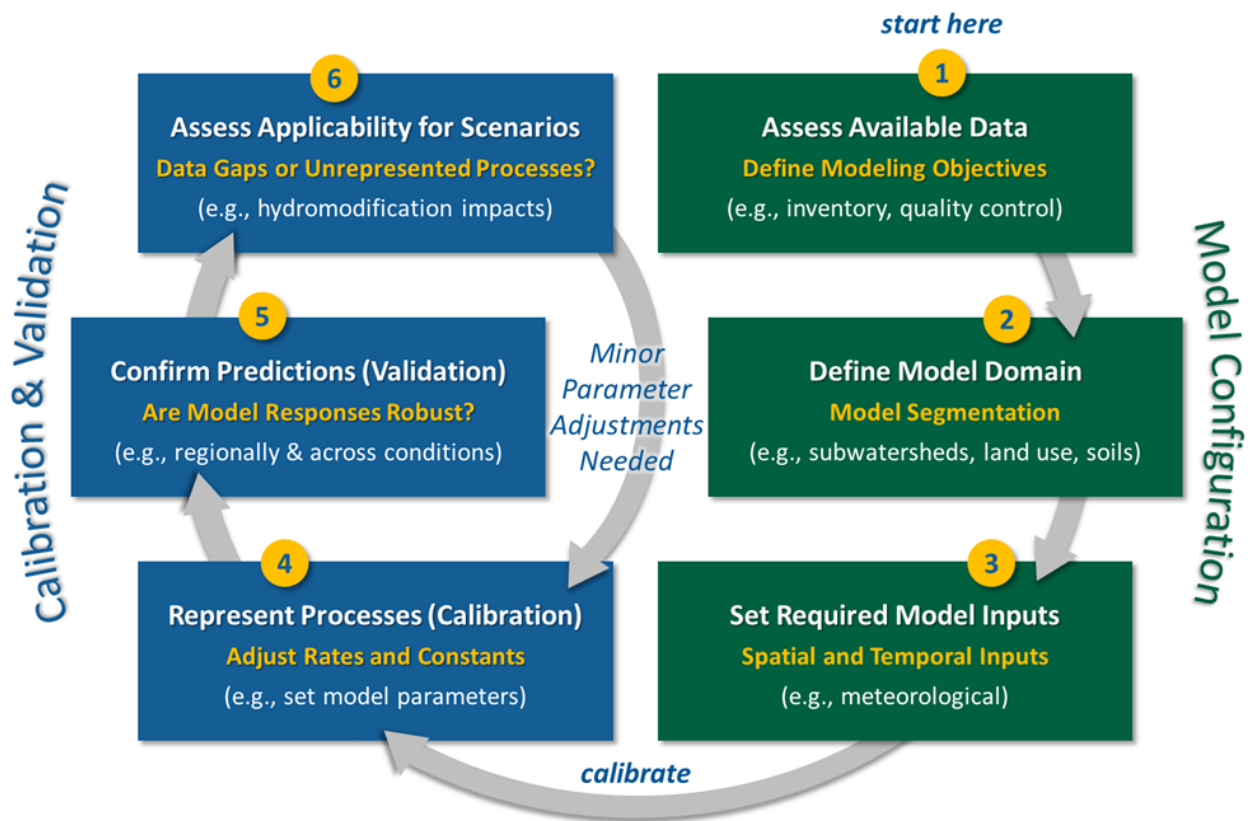 start here
1
Assess Available Data
Define Modeling Objectives
(e.g., inventory, quality control)
2
Define Model Domain
Model Segmentation
(e.g., subwatersheds, land use, soils)
3
Set Required Model Inputs
Spatial and Temporal Inputs
(e.g., meteorological)
Model Configuration
calibrate
4
Represent Processes (Calibration)
Adjust Rates and Constants
(e.g., set model parameters)
5
Confirm Predictions (Validation)
Are Model Responses Robust?
(e.g., regionally & across conditions)
6
Assess Applicability for Scenarios
Data Gaps or Unrepresented Processes?
(e.g., hydromodification impacts)
Minor
Parameter
Adjustments
Needed
Calibration & Validation